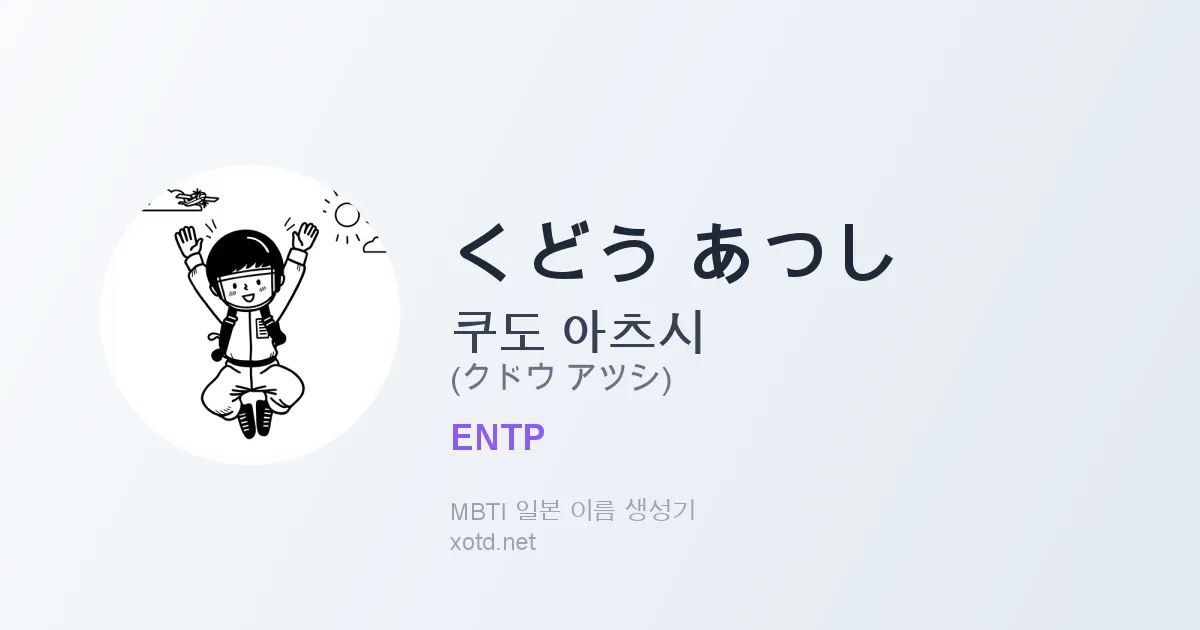 くどう あつし
쿠도 아츠시
(クドウ アツシ)
ENTP
MBTI 일본 이름 생성기
xotd.net